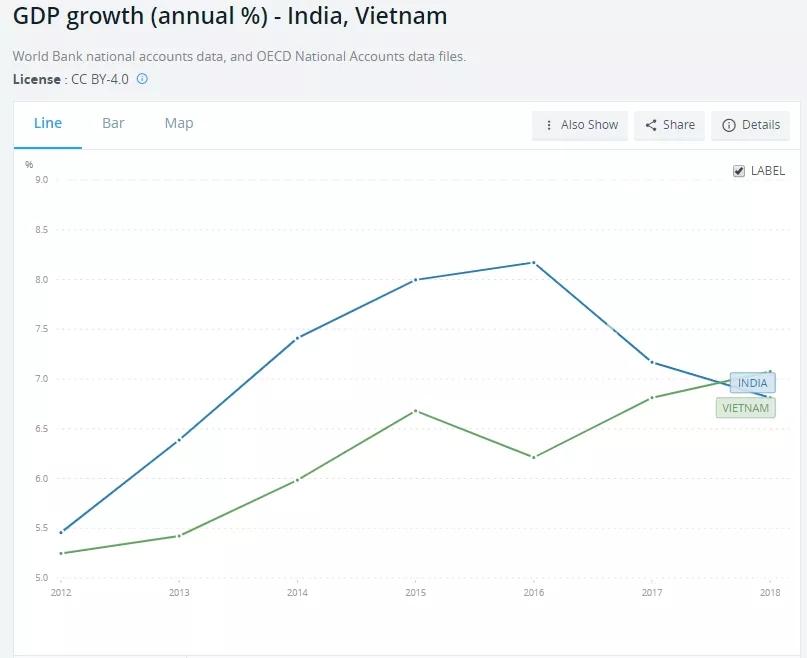 GDP growth (annual %) - India, Vietnam
World Bank national accounts data, and OECD National Accounts data files.
License : CC BY-4.0
Line Bar Map Also Show Share Details
%
LABEL
9.0
8.5
8.0
7.5
7.0
INDIA
VIETNAM
6.5
6.0
5.5
5.0
2012 2013 2014 2015 2016 2017 2018